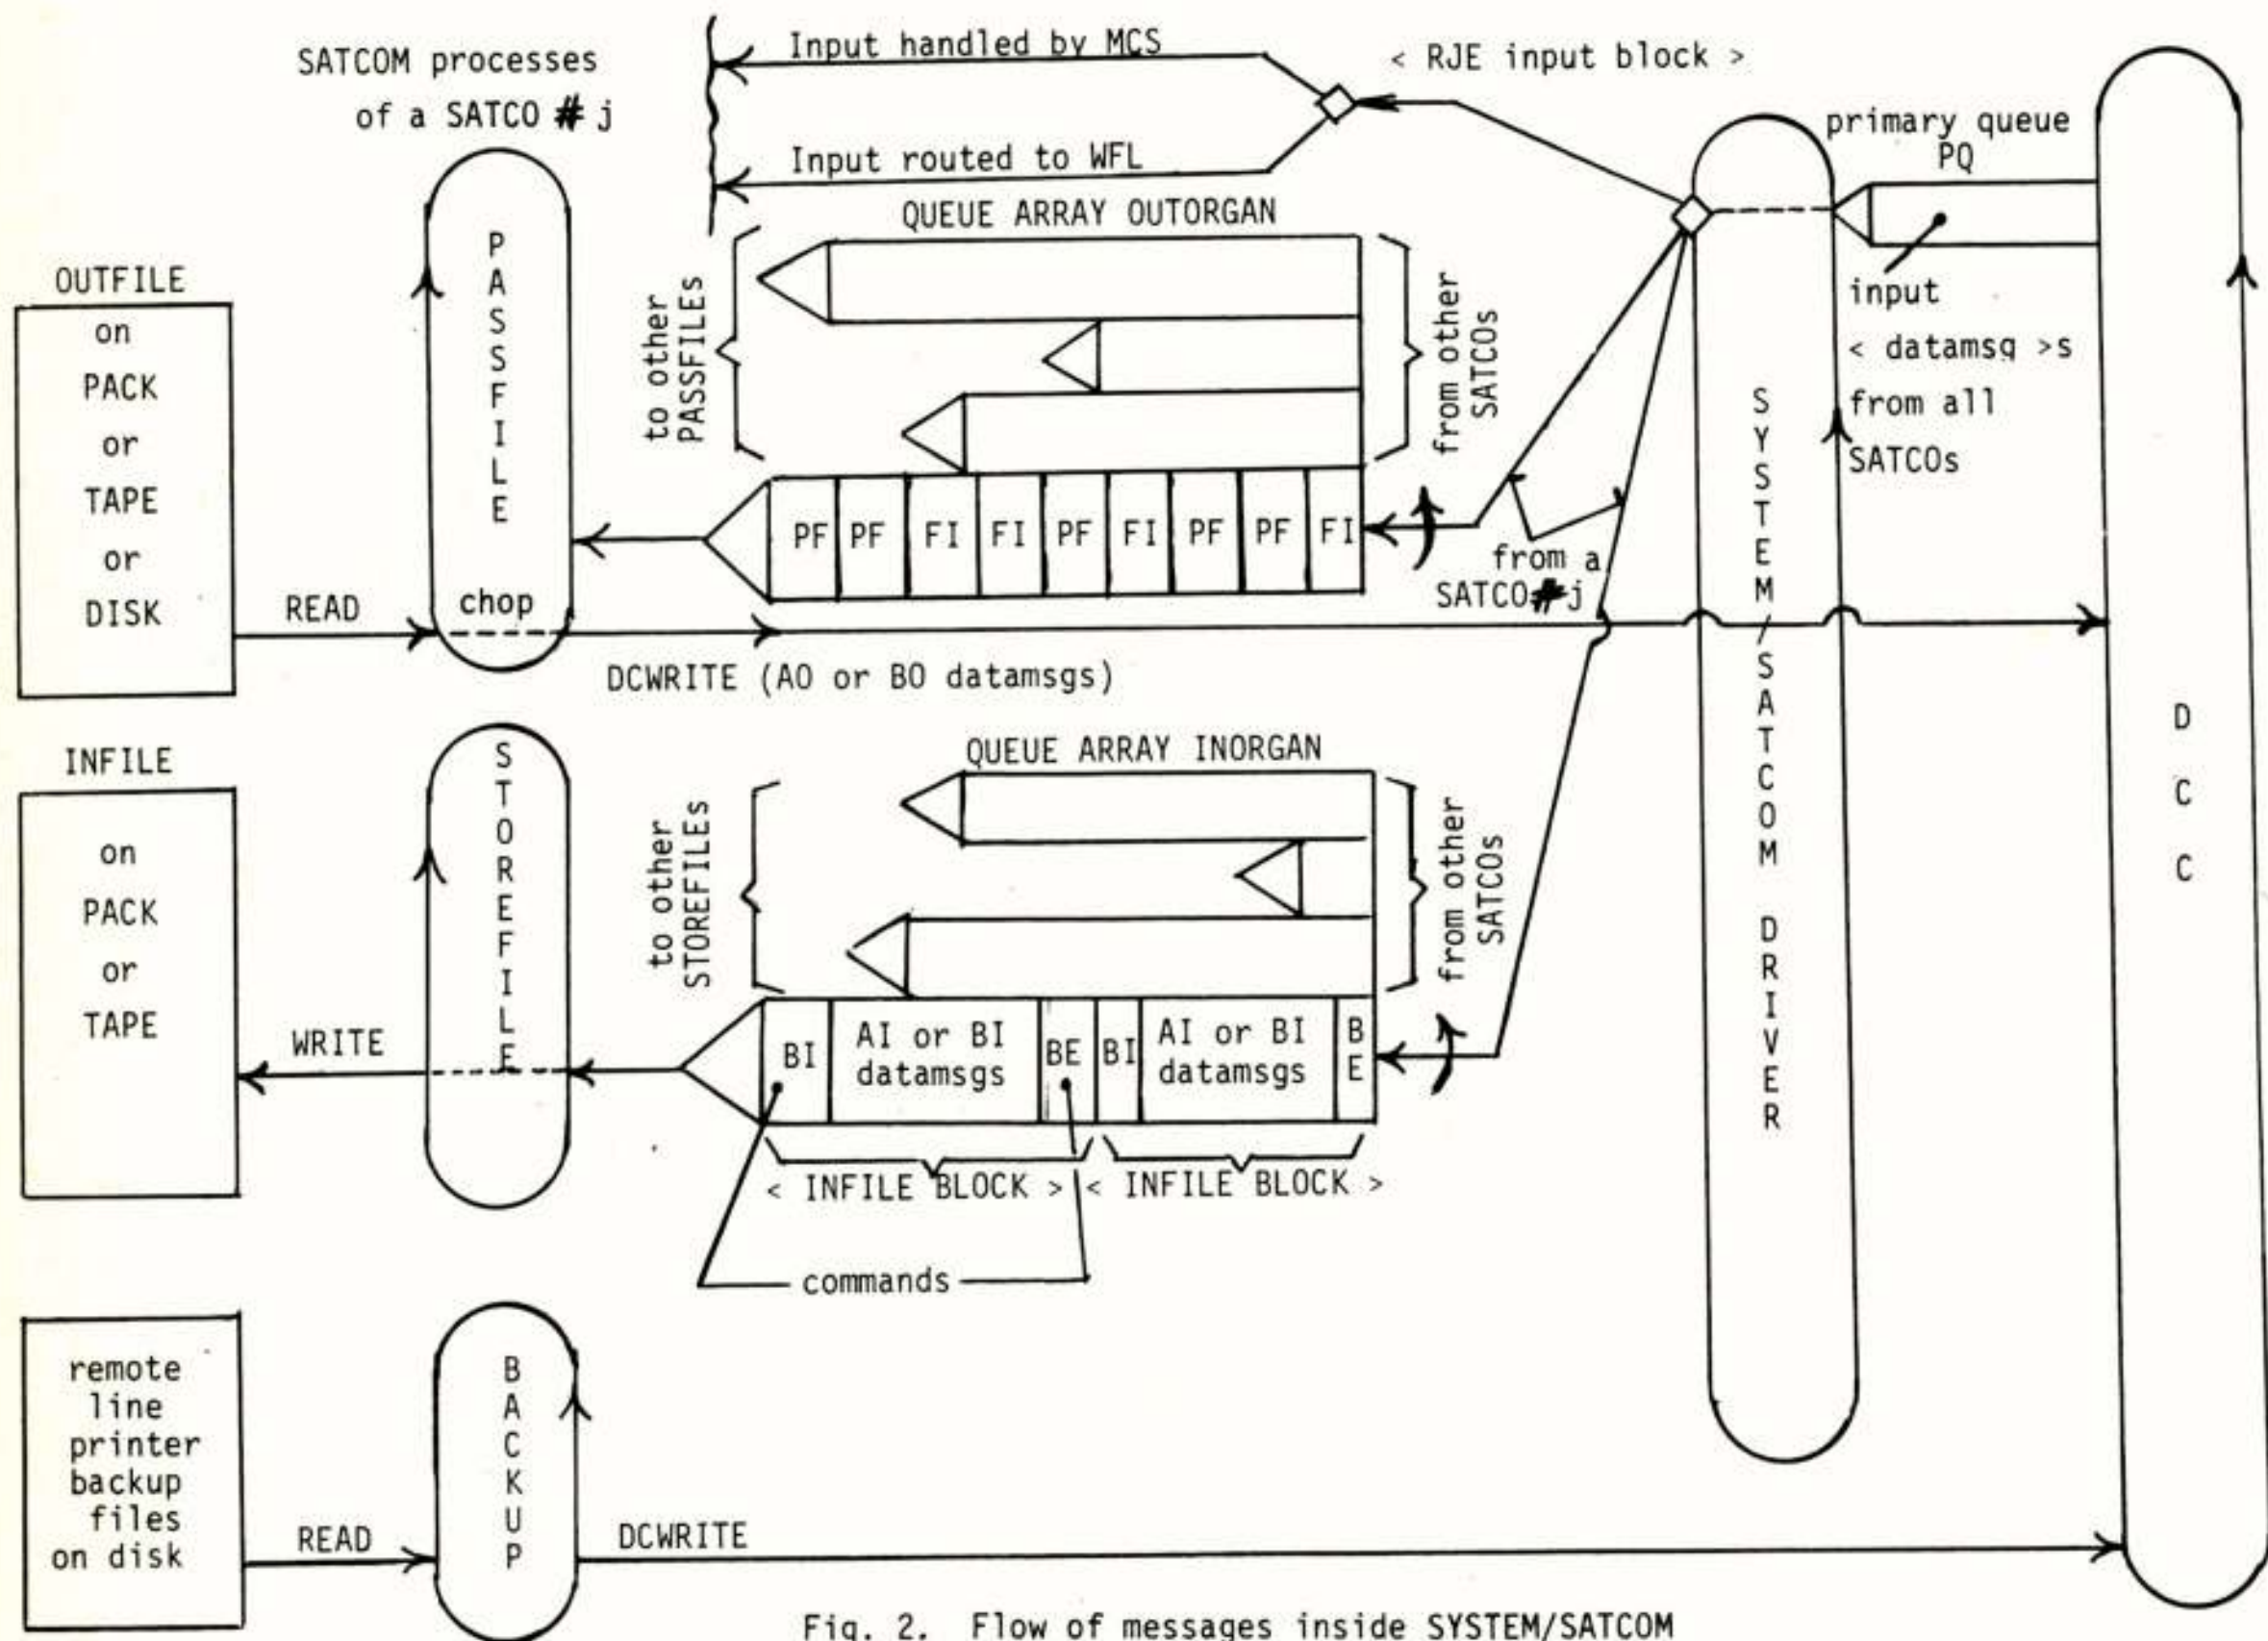 SATCOM processes
of a SATCO # j
Input handled by MCS
< RJE input block >
Input routed to WFL
primary queue
PQ
QUEUE ARRAY OUTORGAN
OUTFILE
on
PACK
or
TAPE
or
DISK
READ
PASSFILE
chop
to other
PASSFILES
from other
SATCOs
PF PF FI FI PF FI PF PF FI
from a
SATCO#j
input
< datamsg >s
from all
SATCOs
SYSTEM/SATCOM DRIVER
DCC
DCWRITE (AO or BO datamsgs)
INFILE
on
PACK
or
TAPE
WRITE
STOREFILE
QUEUE ARRAY INORGAN
to other
STOREFILEs
from other
SATCOs
BI
AI or BI
datamsgs
BE
BI
AI or BI
datamsgs
BE
< INFILE BLOCK > < INFILE BLOCK >
commands
remote
line
printer
backup
files
on disk
READ
BACKUP
DCWRITE
Fig. 2. Flow of messages inside SYSTEM/SATCOM